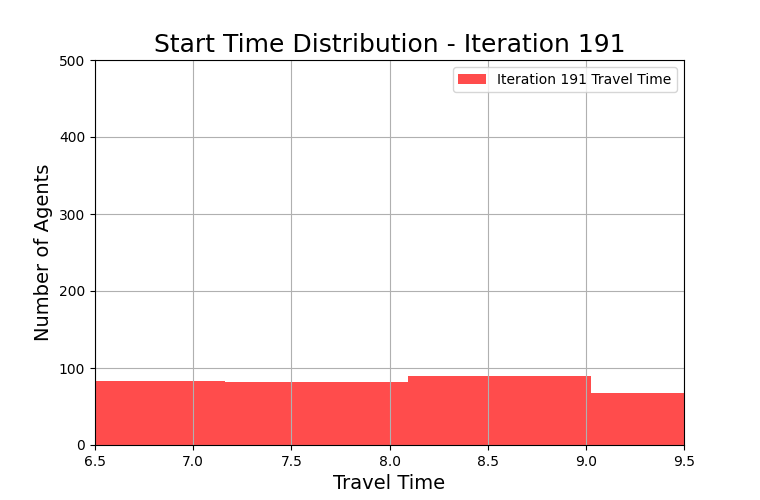 Start Time Distribution - Iteration 191
Iteration 191 Travel Time
Number of Agents
500
400
300
200
100
0
6.5 7.0 7.5 8.0 8.5 9.0 9.5
Travel Time